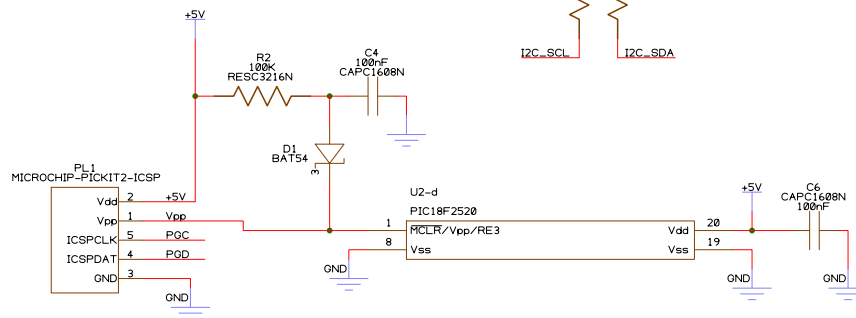 +5V
I2C_SCL
I2C_SDA
R2
100K
RESC3216N
C4
100nF
CAPC1608N
D1
BAT54
3
PL1
MICROCHIP-PICKIT2-ICSP
Vdd 2 +5V
Vpp 1 Vpp
ICSPCLK 5 PGC
ICSPDAT 4 PGD
GND 3
GND
U2-d
PIC18F2520
1 MCLR/Vpp/RE3 Vdd 20
8 Vss Vss 19
GND
+5V
C6
CAPC1608N
100nF
GND
GND